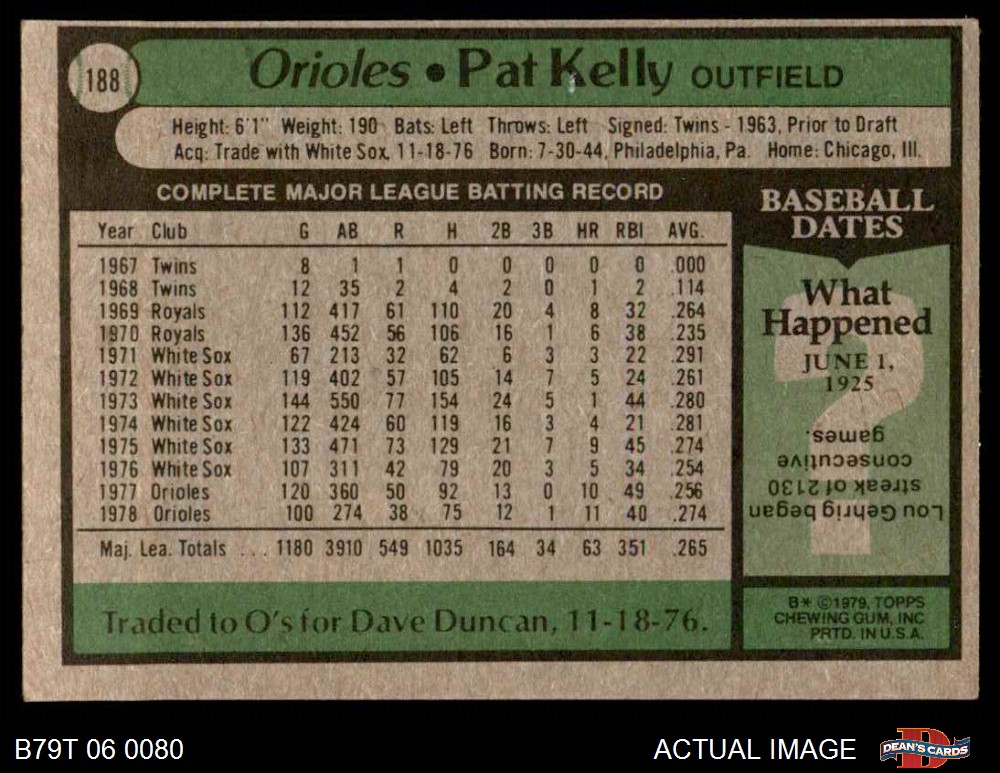 188
Orioles • Pat Kelly OUTFIELD
Height: 6'1" Weight: 190 Bats: Left Throws: Left Signed: Twins - 1963, Prior to Draft
Acq: Trade with White Sox, 11-18-76 Born: 7-30-44, Philadelphia, Pa. Home: Chicago, Ill.
COMPLETE MAJOR LEAGUE BATTING RECORD
Year Club G AB R H 2B 3B HR RBI AVG.
1967 Twins 8 1 1 0 0 0 0 0 .000
1968 Twins 12 35 2 4 2 0 1 2 .114
1969 Royals 112 417 61 110 20 4 8 32 .264
1970 Royals 136 452 56 106 16 1 6 38 .235
1971 White Sox 67 213 32 62 6 3 3 22 .291
1972 White Sox 119 402 57 105 14 7 5 24 .261
1973 White Sox 144 550 77 154 24 5 1 44 .280
1974 White Sox 122 424 60 119 16 3 4 21 .281
1975 White Sox 133 471 73 129 21 7 9 45 .274
1976 White Sox 107 311 42 79 20 3 5 34 .254
1977 Orioles 120 360 50 92 13 0 10 49 .256
1978 Orioles 100 274 38 75 12 1 11 40 .274
Maj. Lea. Totals ... 1180 3910 549 1035 164 34 63 351 .265
Traded to O's for Dave Duncan, 11-18-76.
BASEBALL
DATES
What
Happened
JUNE 1,
1925
?
Lou Gehrig began
streak of 2130
consecutive
games.
B* ©1979, TOPPS
CHEWING GUM, INC
PRTD. IN U.S.A.
B79T 06 0080
ACTUAL IMAGE
DEAN'S CARDS